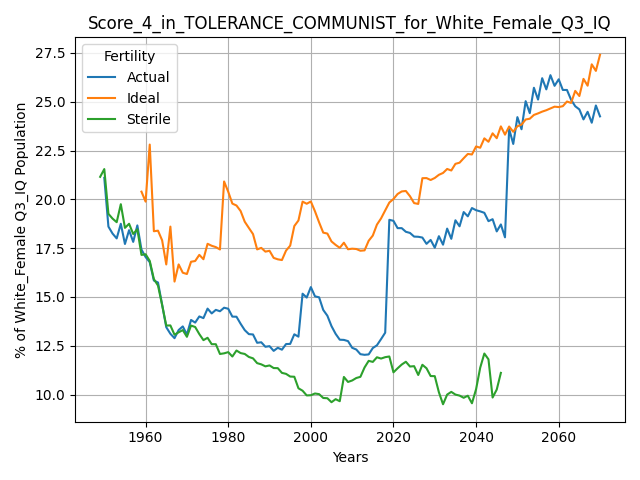 Score_4_in_TOLERANCE_COMMUNIST_for_White_Female_Q3_IQ
Fertility
Actual
Ideal
Sterile
% of White_Female Q3_IQ Population
27.5
25.0
22.5
20.0
17.5
15.0
12.5
10.0
1960 1980 2000 2020 2040 2060
Years